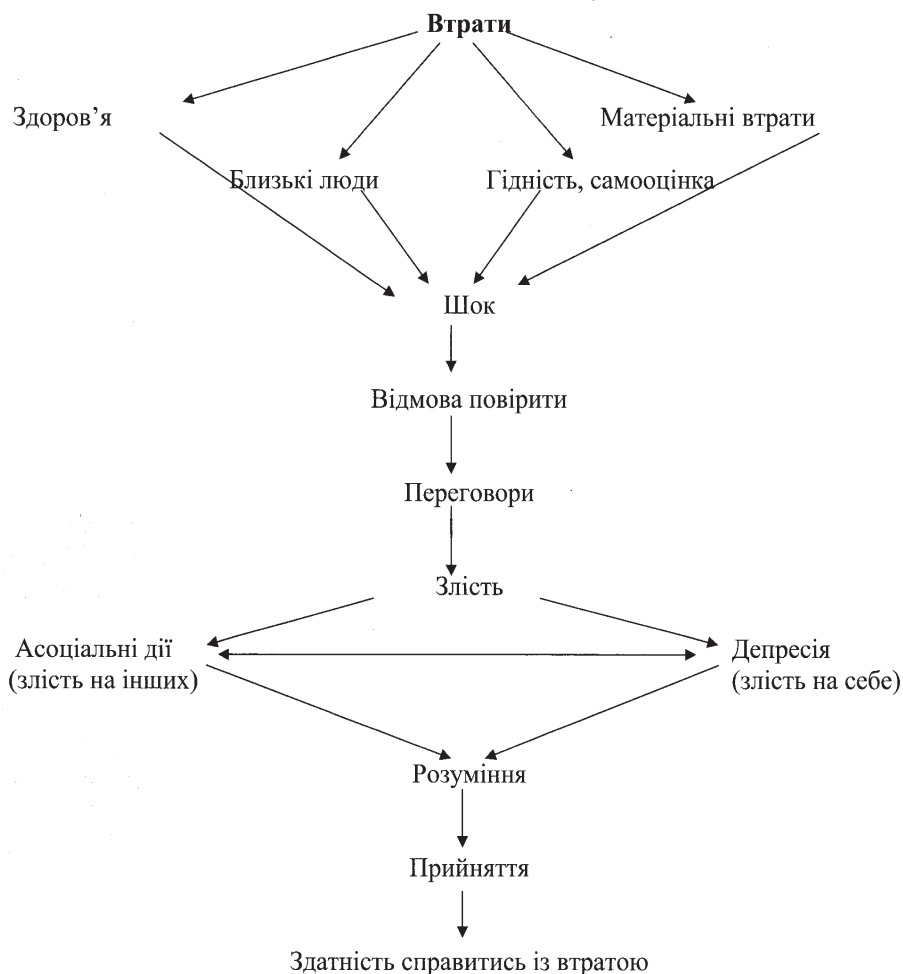 Втрати
Здоров’я
Матеріальні втрати
Близькі люди
Гідність, самооцінка
Шок
Відмова повірити
Переговори
Злість
Асоціальні дії
(злість на інших)
Депресія
(злість на себе)
Розуміння
Прийняття
Здатність справитись із втратою